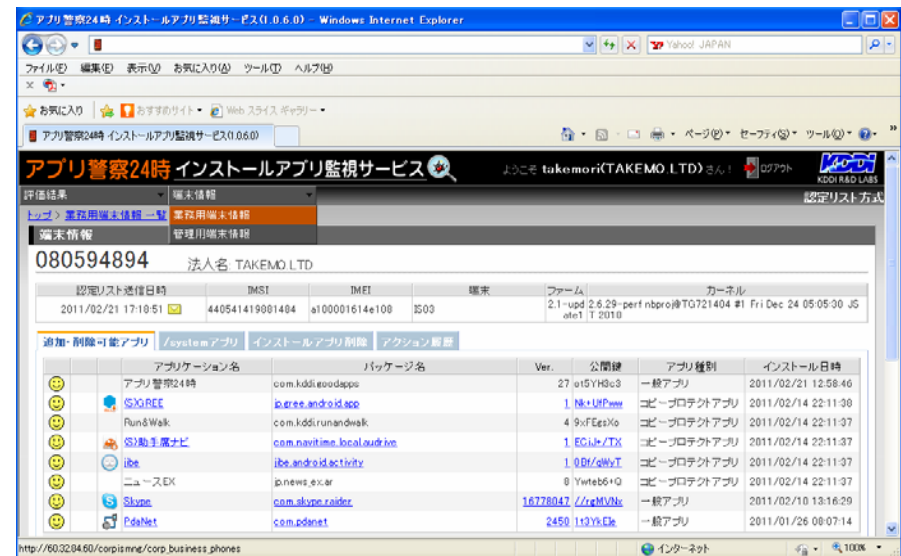 アプリ警察24時 インストールアプリ監視サービス(1.0.6.0) - Windows Internet Explorer
Yahoo! JAPAN
ファイル(F) 編集(E) 表示(V) お気に入り(A) ツール(T) ヘルプ(H)
x
お気に入り おすすめサイト Web スライス ギャラリー
アプリ警察24時 インストールアプリ監視サービス(1.0.6.0) ページ(P) セーフティ(S) ツール(O)
アプリ警察24時 インストールアプリ監視サービス ようこそ takemori(TAKEMO.LTD) さん! ログアウト KDDI KDDI R&D LABS
評価結果 端末情報 認定リスト方式
トップ > 業務用端末情報 一覧 業務用端末情報
端末情報 管理用端末情報
080594894 法人名: TAKEMO.LTD
認定リスト送信日時 IMSI IMEI 端末 ファーム カーネル
2011/02/21 17:18:51 440541419801484 a100001614e108 IS03 2.1-upd 2.6.29-perf nbproj@TG721404 #1 Fri Dec 24 05:05:30 JS
ate1 T 2010
追加・削除可能アプリ /systemアプリ インストールアプリ削除 アクション履歴
アプリケーション名 パッケージ名 Ver. 公開鍵 アプリ種別 インストール日時
アプリ警察24時 com.kddi.goodapps 27 ot5YH3c3 一般アプリ 2011/02/21 12:58:46
(S)GREE jp.gree.android.app 1 Nk+UfPww コピープロテクトアプリ 2011/02/14 22:11:38
Run&Walk com.kddi.runandwalk 4 9xFEgsXo コピープロテクトアプリ 2011/02/14 22:11:37
(S)助手席ナビ com.navitime.local.audrive 1 ECiJ+/TX コピープロテクトアプリ 2011/02/14 22:11:37
jibe jibe.android.activity 1 0Df/qWyT コピープロテクトアプリ 2011/02/14 22:11:37
ニュースEX jp.news_ex.ar 8 Ywteb6+Q コピープロテクトアプリ 2011/02/14 22:11:37
Skype com.skype.raider 16778047 //rgMVNx 一般アプリ 2011/02/10 13:16:29
PdaNet com.pdanet 2450 1t3YkEle 一般アプリ 2011/01/26 08:07:14
http://60.32.84.60/corpismng/corp_business_phones インターネット 100%